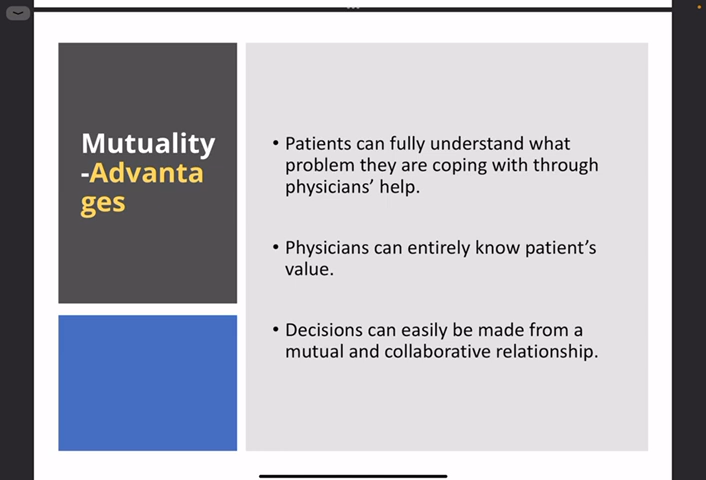 Mutuality
-Advanta
ges
• Patients can fully understand what
problem they are coping with through
physicians’ help.
• Physicians can entirely know patient’s
value.
• Decisions can easily be made from a
mutual and collaborative relationship.